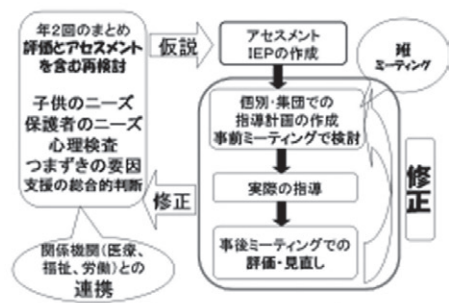 年2回のまとめ
評価とアセスメント
を含む再検討
子供のニーズ
保護者のニーズ
心理検査
つまずきの要因
支援の総合的判断
仮説
アセスメント
IEPの作成
班
ミーティング
個別・集団での
指導計画の作成
事前ミーティングで検討
実際の指導
事後ミーティングでの
評価・見直し
修正
修正
関係機関(医療、
福祉、労働)との
連携